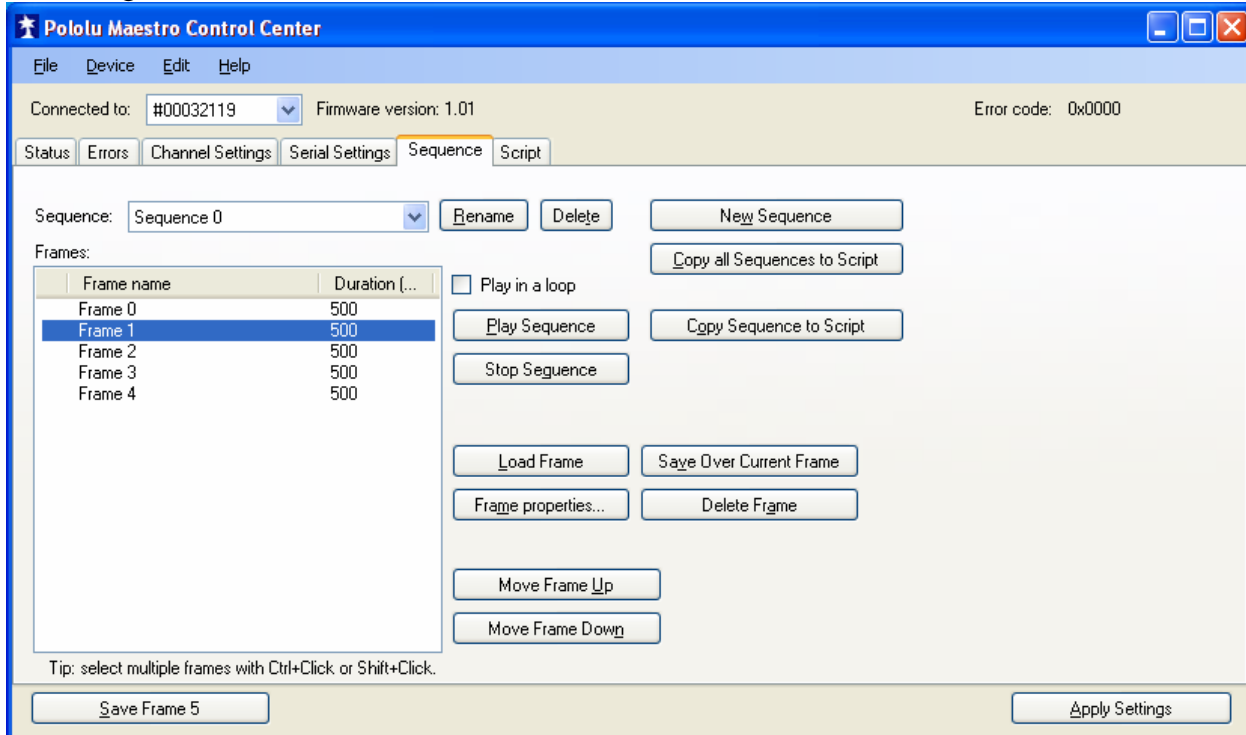 Pololu Maestro Control Center
File Device Edit Help
Connected to: #00032119 Firmware version: 1.01 Error code: 0x0000
Status Errors Channel Settings Serial Settings Sequence Script
Sequence: Sequence 0 Rename Delete New Sequence
Frames:
Copy all Sequences to Script
Frame name Duration (...
Play in a loop
Frame 0 500
Play Sequence Copy Sequence to Script
Frame 1 500
Frame 2 500
Frame 3 500
Stop Seguence
Frame 4 500
Load Frame Save Over Current Frame
Frame properties... Delete Frame
Move Frame Up
Move Frame Down
Tip: select multiple frames with Ctrl+Click or Shift+Click.
Save Frame 5 Apply Settings